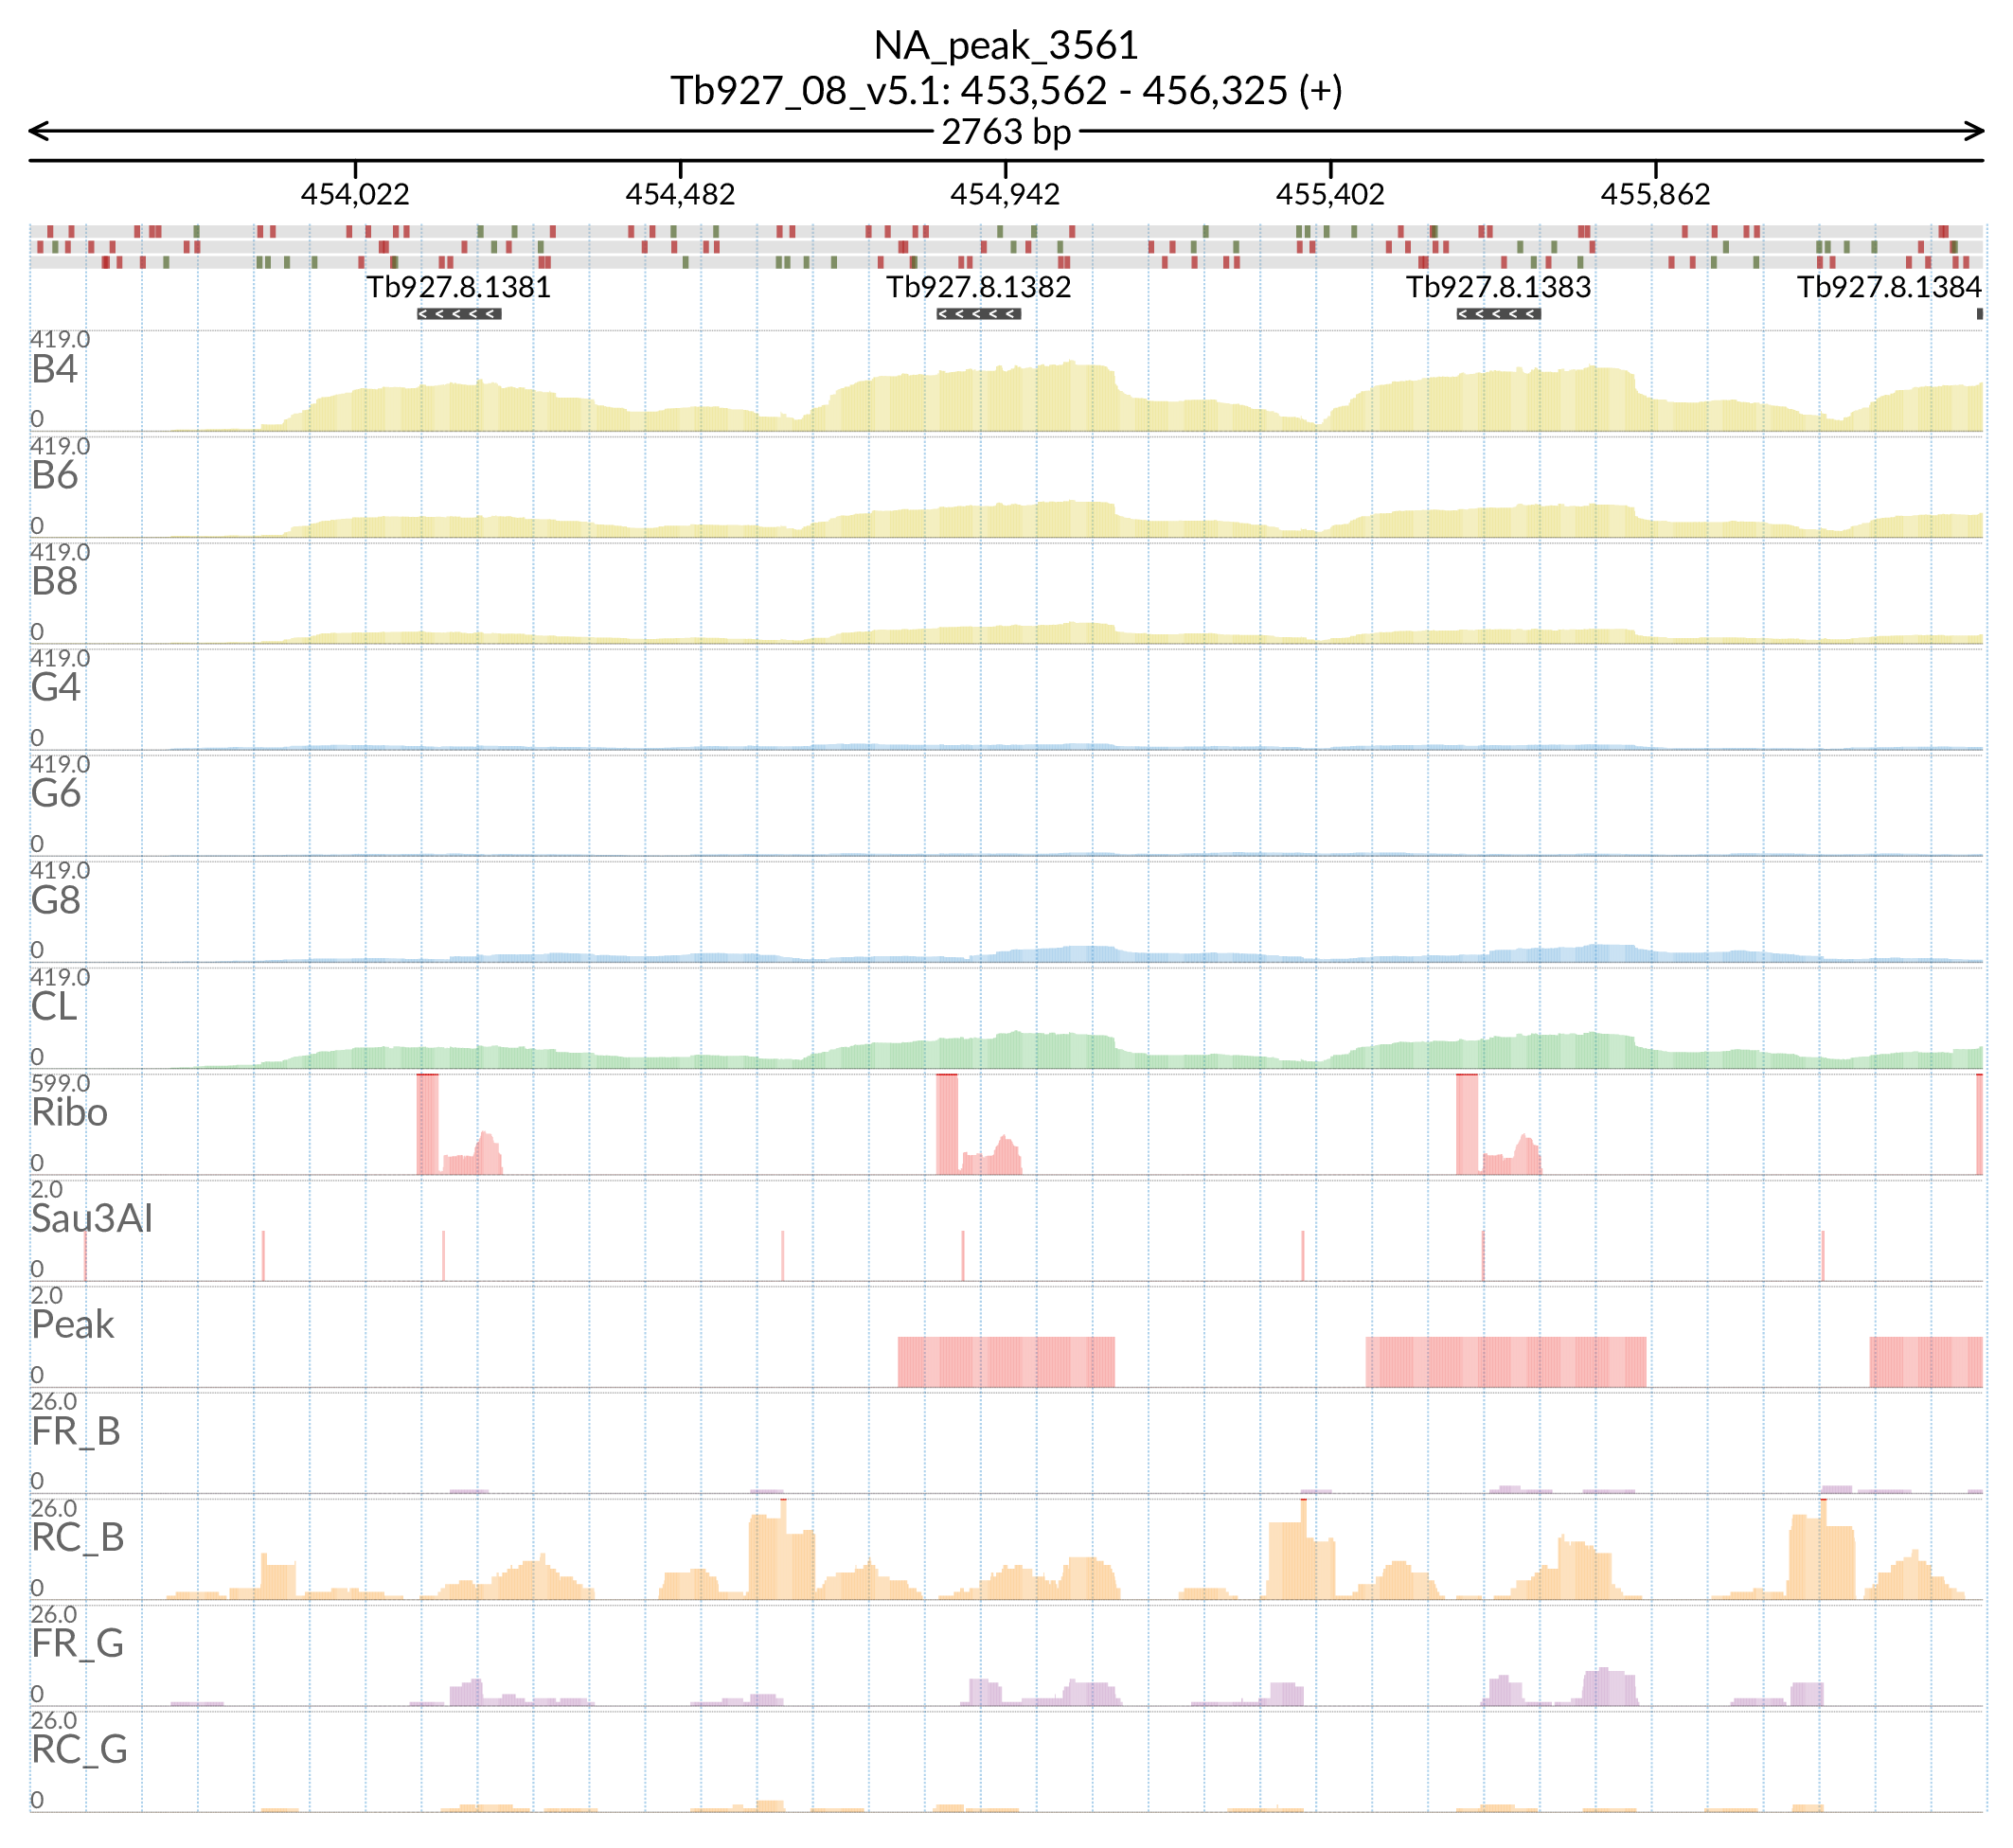 NA_peak_3561
Tb927_08_v5.1: 453,562 - 456,325 (+)
2763 bp
454,022 454,482 454,942 455,402 455,862
Tb927.8.1381 Tb927.8.1382 Tb927.8.1383 Tb927.8.1384
419.0
B4
0
419.0
B6
0
419.0
B8
0
419.0
G4
0
419.0
G6
0
419.0
G8
0
419.0
CL
0
599.0
Ribo
0
2.0
Sau3AI
0
2.0
Peak
0
26.0
FR_B
0
26.0
RC_B
0
26.0
FR_G
0
26.0
RC_G
0